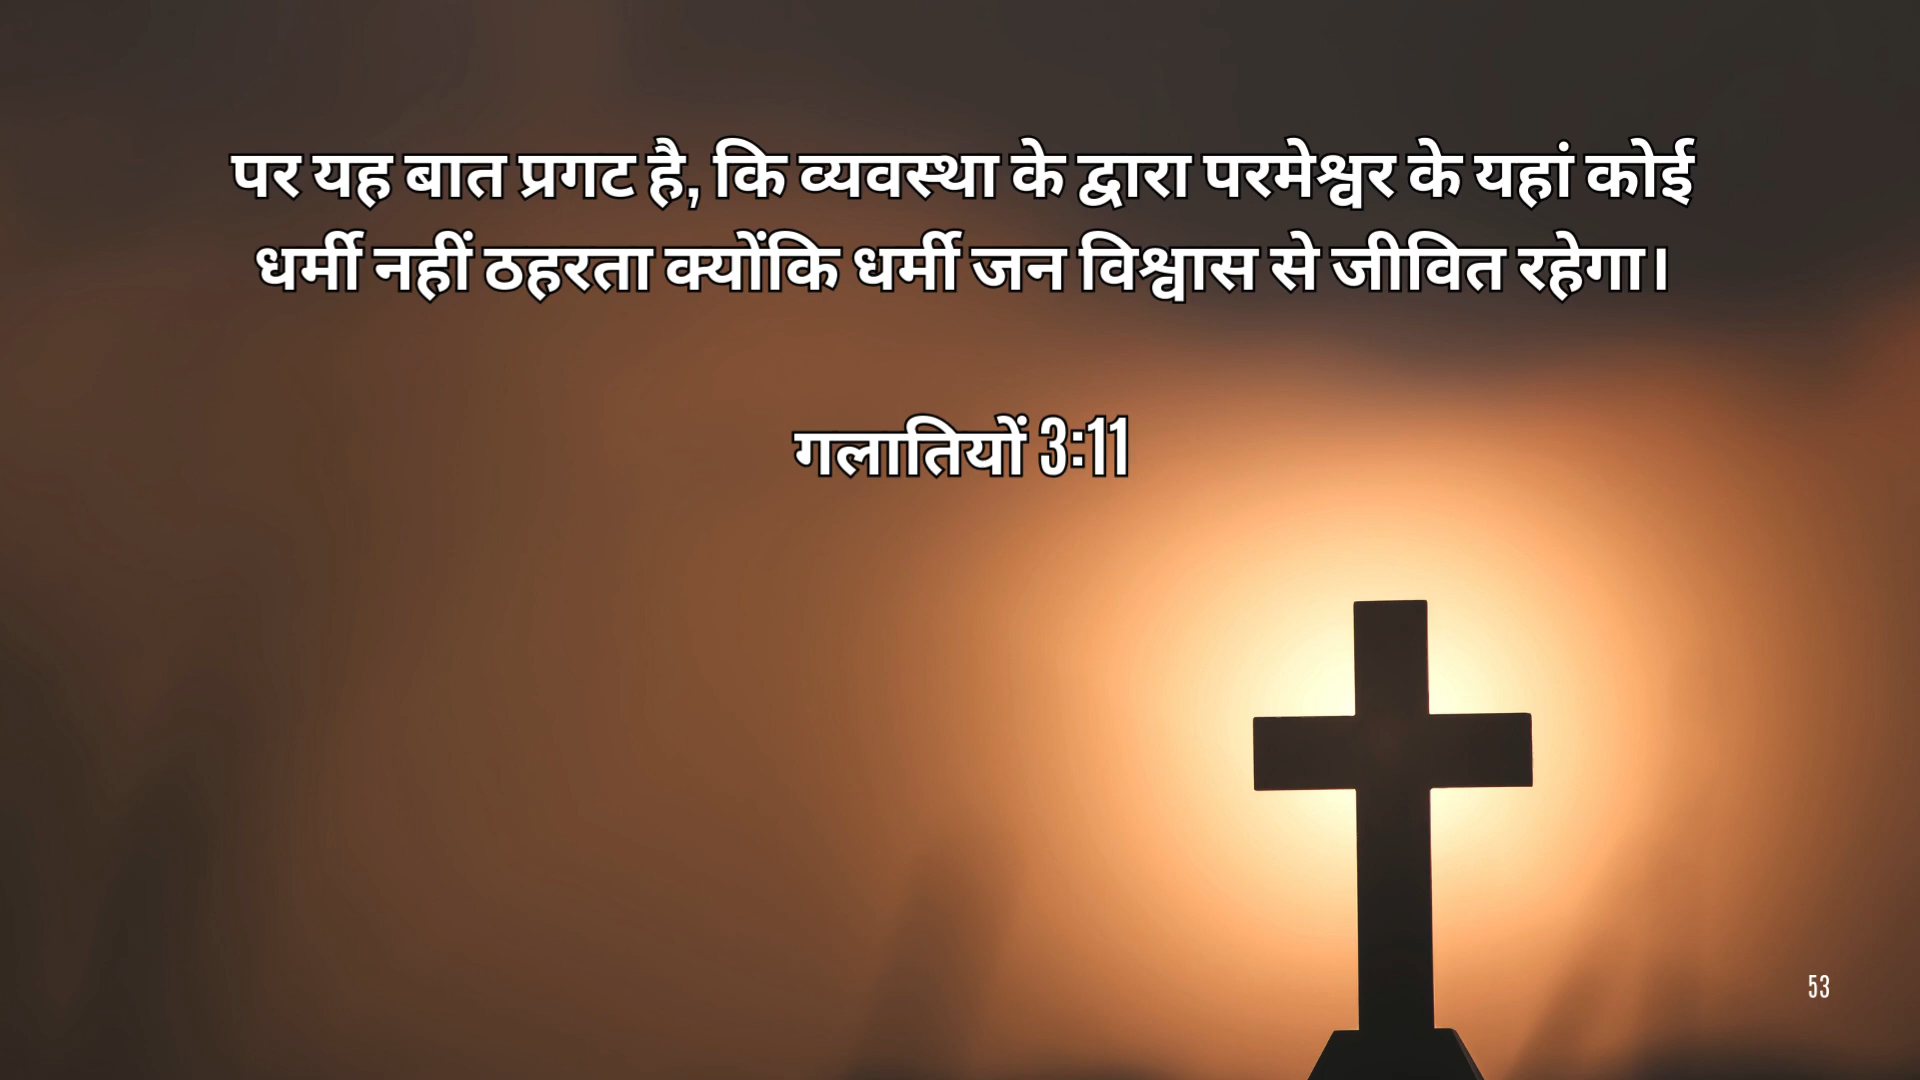 पर यह बात प्रगट है, कि व्यवस्था के द्वारा परमेश्वर के यहां कोई
धर्मी नहीं ठहरता क्योंकि धर्मी जन विश्वास से जीवित रहेगा।
गलातियों 3:11
53